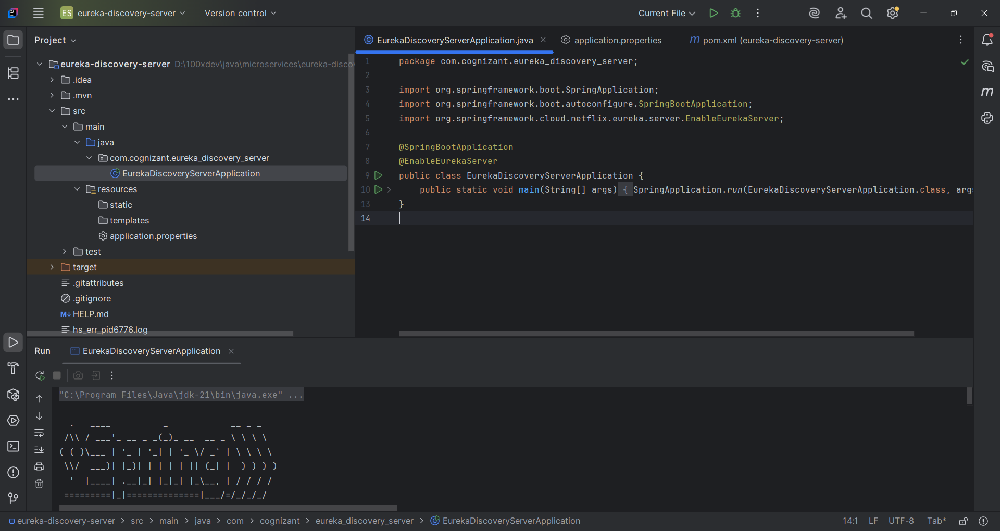 ES eureka-discovery-server Version control Current File
Project
eureka-discovery-server D:\100xdev\java\microservices\eureka-disco
.idea
.mvn
src
main
java
com.cognizant.eureka_discovery_server
EurekaDiscoveryServerApplication
resources
static
templates
application.properties
test
target
.gitattributes
.gitignore
M↓ HELP.md
hs_err_pid6776.log
EurekaDiscoveryServerApplication.java application.properties m pom.xml (eureka-discovery-server)
1 package com.cognizant.eureka_discovery_server;
2
3 import org.springframework.boot.SpringApplication;
4 import org.springframework.boot.autoconfigure.SpringBootApplication;
5 import org.springframework.cloud.netflix.eureka.server.EnableEurekaServer;
6
7 @SpringBootApplication
8 @EnableEurekaServer
9 public class EurekaDiscoveryServerApplication {
10 public static void main(String[] args) { SpringApplication.run(EurekaDiscoveryServerApplication.class, args
13 }
14
Run EurekaDiscoveryServerApplication
"C:\Program Files\Java\jdk-21\bin\java.exe" ...
  .   ____          _            __ _ _
 /\\ / ___'_ __ _ _(_)_ __  __ _ \ \ \ \
( ( )\___ | '_ | '_| | '_ \/ _` | \ \ \ \
 \\/  ___)| |_)| | | | | || (_| |  ) ) ) )
  '  |____| .__|_| |_|_| |_\__, | / / / /
 =========|_|==============|___/=/_/_/_/
eureka-discovery-server > src > main > java > com > cognizant > eureka_discovery_server > EurekaDiscoveryServerApplication 14:1 LF UTF-8 Tab*